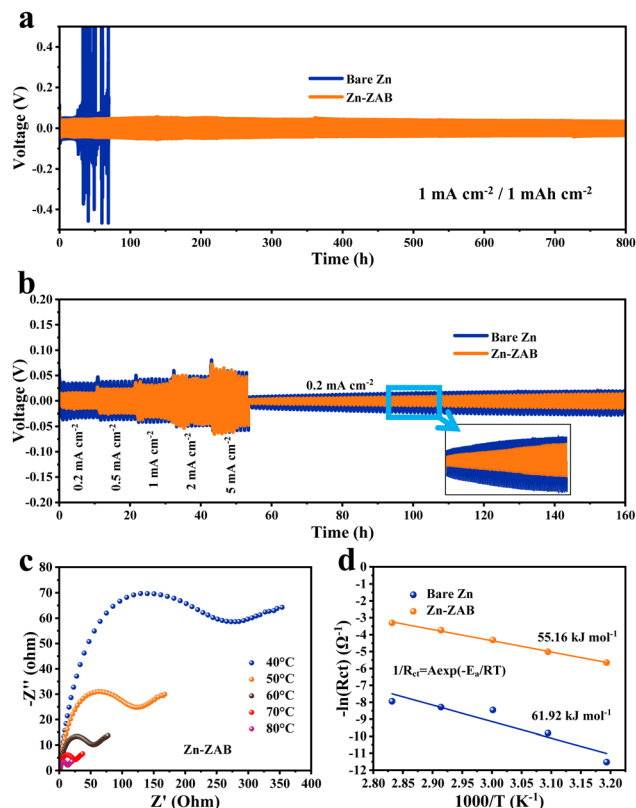 a
0.4
0.2
0.0
-0.2
-0.4
Voltage (V)
Bare Zn
Zn-ZAB
1 mA cm⁻² / 1 mAh cm⁻²
0 100 200 300 400 500 600 700 800
Time (h)
b
0.20
0.15
0.10
0.05
0.00
-0.05
-0.10
-0.15
-0.20
Voltage (V)
Bare Zn
Zn-ZAB
0.2 mA cm⁻²
0.2 mA cm⁻²
0.5 mA cm⁻²
1 mA cm⁻²
2 mA cm⁻²
5 mA cm⁻²
0 20 40 60 80 100 120 140 160
Time (h)
c
80
70
60
50
40
30
20
10
0
-Z'' (ohm)
40°C
50°C
60°C
70°C
80°C
Zn-ZAB
0 50 100 150 200 250 300 350 400
Z' (Ohm)
d
0
-1
-2
-3
-4
-5
-6
-7
-8
-9
-10
-11
-12
-ln(Rct) (Ω⁻¹)
Bare Zn
Zn-ZAB
55.16 kJ mol⁻¹
1/Rct=Aexp(-Ea/RT)
61.92 kJ mol⁻¹
2.80 2.85 2.90 2.95 3.00 3.05 3.10 3.15 3.20
1000/T (K⁻¹)